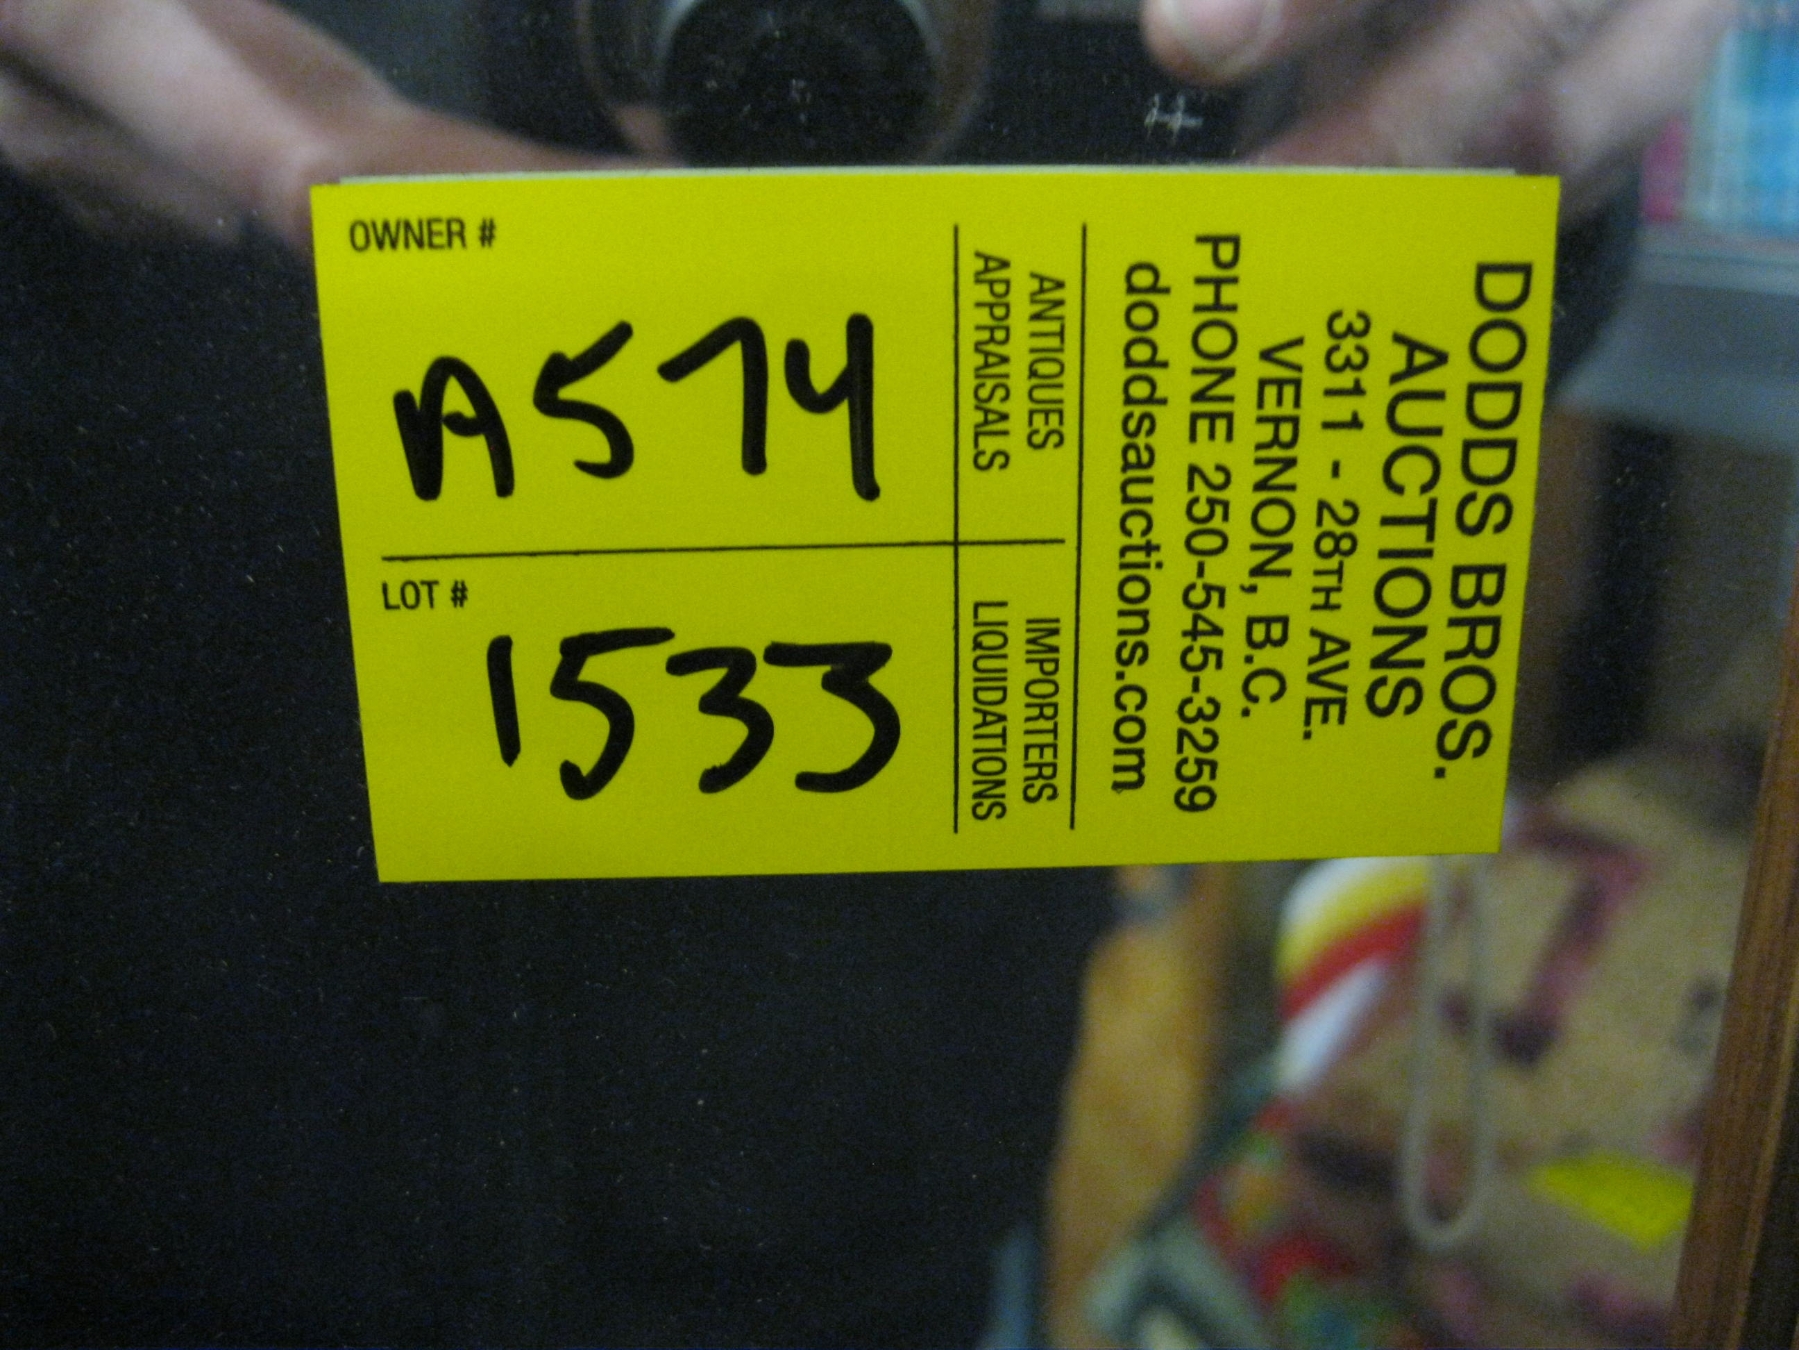 DODDS BROS.
AUCTIONS
3311 - 28TH AVE.
VERNON, B.C.
PHONE 250-545-3259
doddsauctions.com
ANTIQUES
APPRAISALS
IMPORTERS
LIQUIDATIONS
OWNER #
A574
LOT #
1533